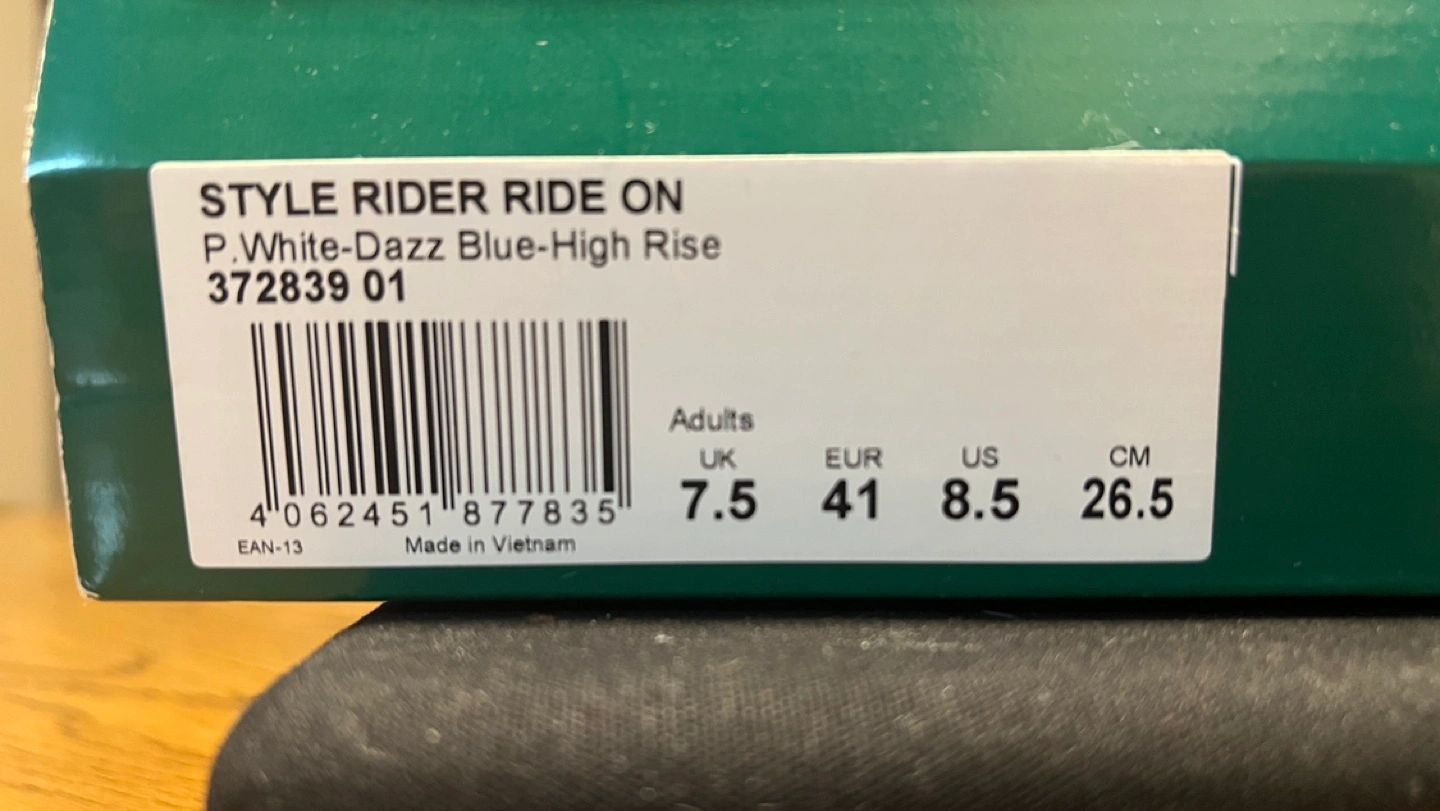 STYLE RIDER RIDE ON
P.White-Dazz Blue-High Rise
372839 01
Adults
UK EUR US CM
7.5 41 8.5 26.5
4 062451 877835
EAN-13 Made in Vietnam